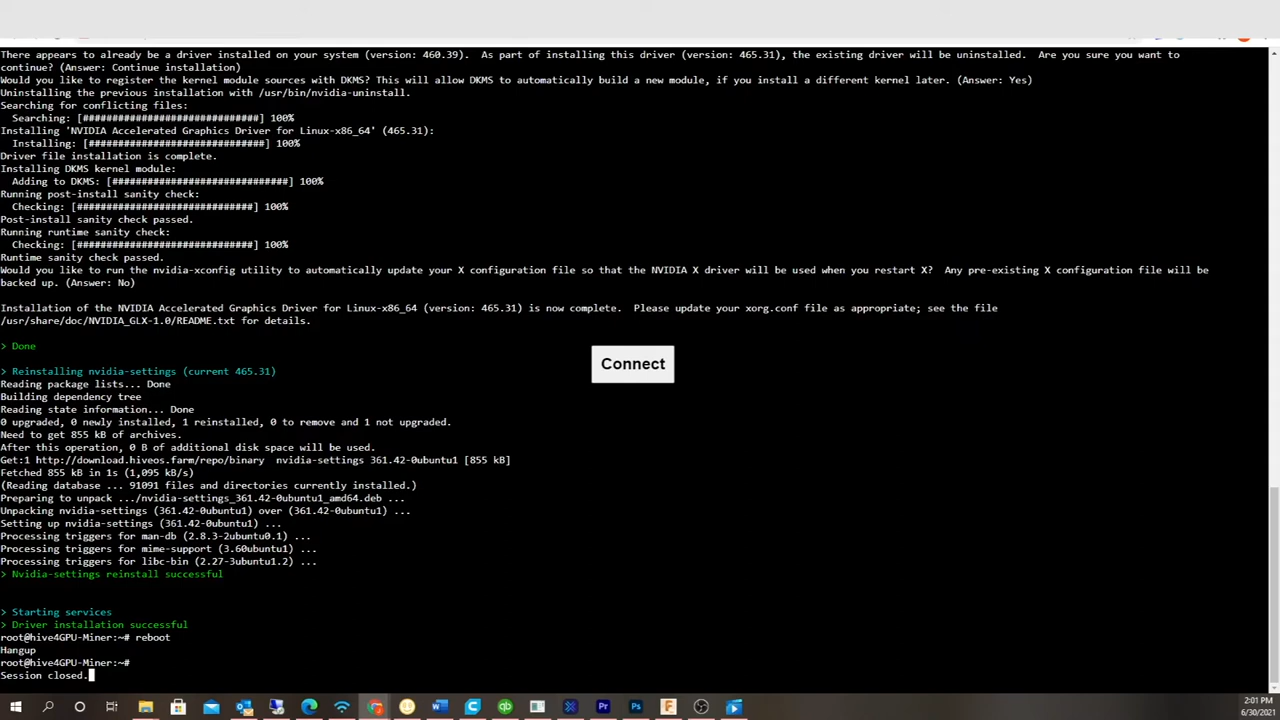 There appears to already be a driver installed on your system (version: 460.39).  As part of installing this driver (version: 465.31), the existing driver will be uninstalled.  Are you sure you want to
continue? (Answer: Continue installation)
Would you like to register the kernel module sources with DKMS? This will allow DKMS to automatically build a new module, if you install a different kernel later. (Answer: Yes)
Uninstalling the previous installation with /usr/bin/nvidia-uninstall.
Searching for conflicting files:
  Searching: [##############################] 100%
Installing 'NVIDIA Accelerated Graphics Driver for Linux-x86_64' (465.31):
  Installing: [##############################] 100%
Driver file installation is complete.
Installing DKMS kernel module:
  Adding to DKMS: [##############################] 100%
Running post-install sanity check:
  Checking: [##############################] 100%
Post-install sanity check passed.
Running runtime sanity check:
  Checking: [##############################] 100%
Runtime sanity check passed.
Would you like to run the nvidia-xconfig utility to automatically update your X configuration file so that the NVIDIA X driver will be used when you restart X?  Any pre-existing X configuration file will be
backed up. (Answer: No)
Installation of the NVIDIA Accelerated Graphics Driver for Linux-x86_64 (version: 465.31) is now complete.  Please update your xorg.conf file as appropriate; see the file
/usr/share/doc/NVIDIA_GLX-1.0/README.txt for details.
> Done
Connect
> Reinstalling nvidia-settings (current 465.31)
Reading package lists... Done
Building dependency tree
Reading state information... Done
0 upgraded, 0 newly installed, 1 reinstalled, 0 to remove and 1 not upgraded.
Need to get 855 kB of archives.
After this operation, 0 B of additional disk space will be used.
Get:1 http://download.hiveos.farm/repo/binary  nvidia-settings 361.42-0ubuntu1 [855 kB]
Fetched 855 kB in 1s (1,095 kB/s)
(Reading database ... 91091 files and directories currently installed.)
Preparing to unpack .../nvidia-settings_361.42-0ubuntu1_amd64.deb ...
Unpacking nvidia-settings (361.42-0ubuntu1) over (361.42-0ubuntu1) ...
Setting up nvidia-settings (361.42-0ubuntu1) ...
Processing triggers for man-db (2.8.3-2ubuntu0.1) ...
Processing triggers for mime-support (3.60ubuntu1) ...
Processing triggers for libc-bin (2.27-3ubuntu1.2) ...
> Nvidia-settings reinstall successful
> Starting services
> Driver installation successful
root@hive4GPU-Miner:~# reboot
Hangup
root@hive4GPU-Miner:~#
Session closed.
2:01 PM
6/30/2021